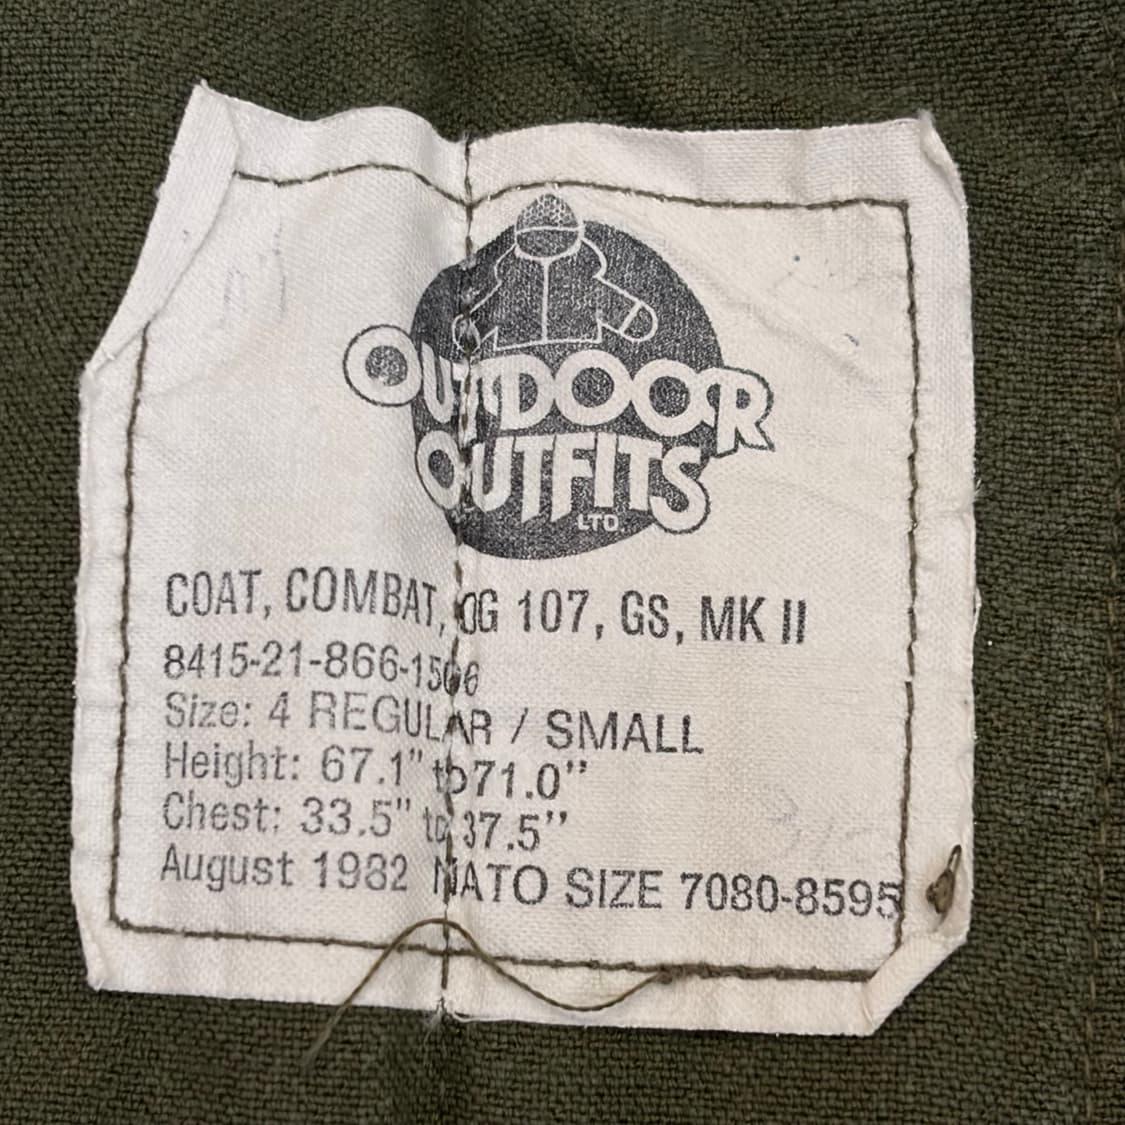 OUTDOOR
OUTFITS
LTD.
COAT, COMBAT, OG 107, GS, MK II
8415-21-866-1506
Size: 4 REGULAR / SMALL
Height: 67.1" to 71.0"
Chest: 33.5" to 37.5"
August 1982 NATO SIZE 7080-8595